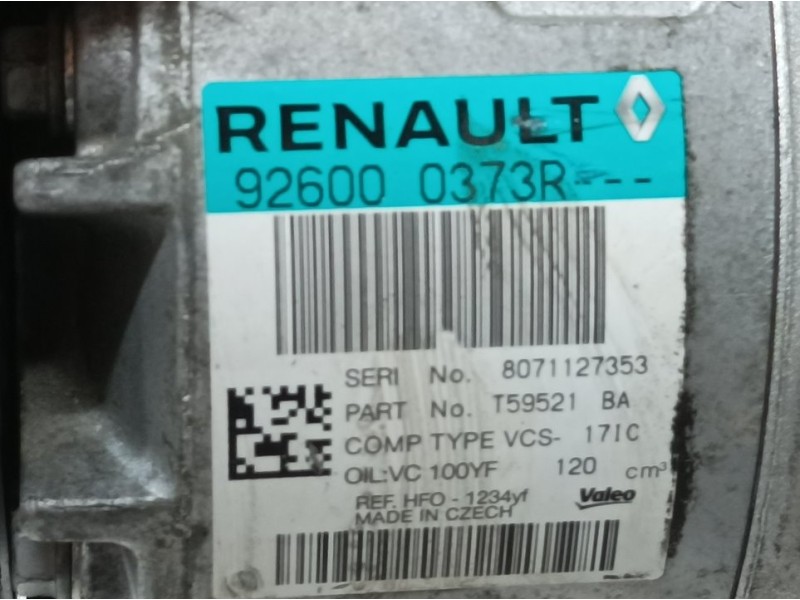 RENAULT
92600 0373R---
SERI No. 8071127353
PART No. T59521 BA
COMP TYPE VCS- 17IC
OIL:VC 100YF 120 cm³
REF. HFO - 1234yf
Valeo
MADE IN CZECH